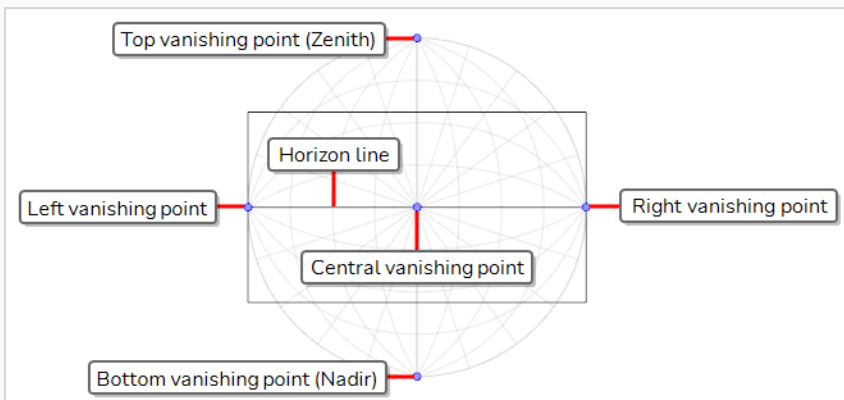 Top vanishing point (Zenith)
Horizon line
Left vanishing point
Right vanishing point
Central vanishing point
Bottom vanishing point (Nadir)